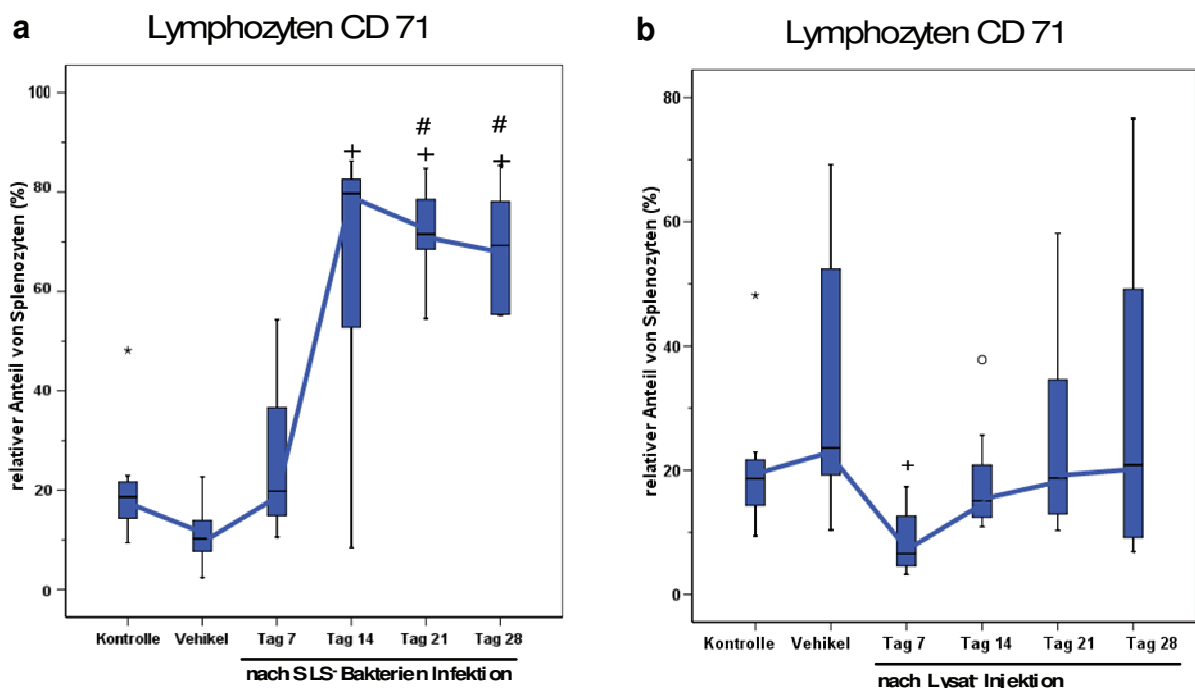 a
Lymphozyten CD 71
relativer Anteil von Splenozyten (%)
100
80
60
40
20
0
*
+
#
+
#
+
Kontrolle Vehikel Tag 7 Tag 14 Tag 21 Tag 28
nach SLS- Bakterien Infektion
b
Lymphozyten CD 71
relativer Anteil von Splenozyten (%)
80
60
40
20
0
*
+
Kontrolle Vehikel Tag 7 Tag 14 Tag 21 Tag 28
nach Lysat- Injektion